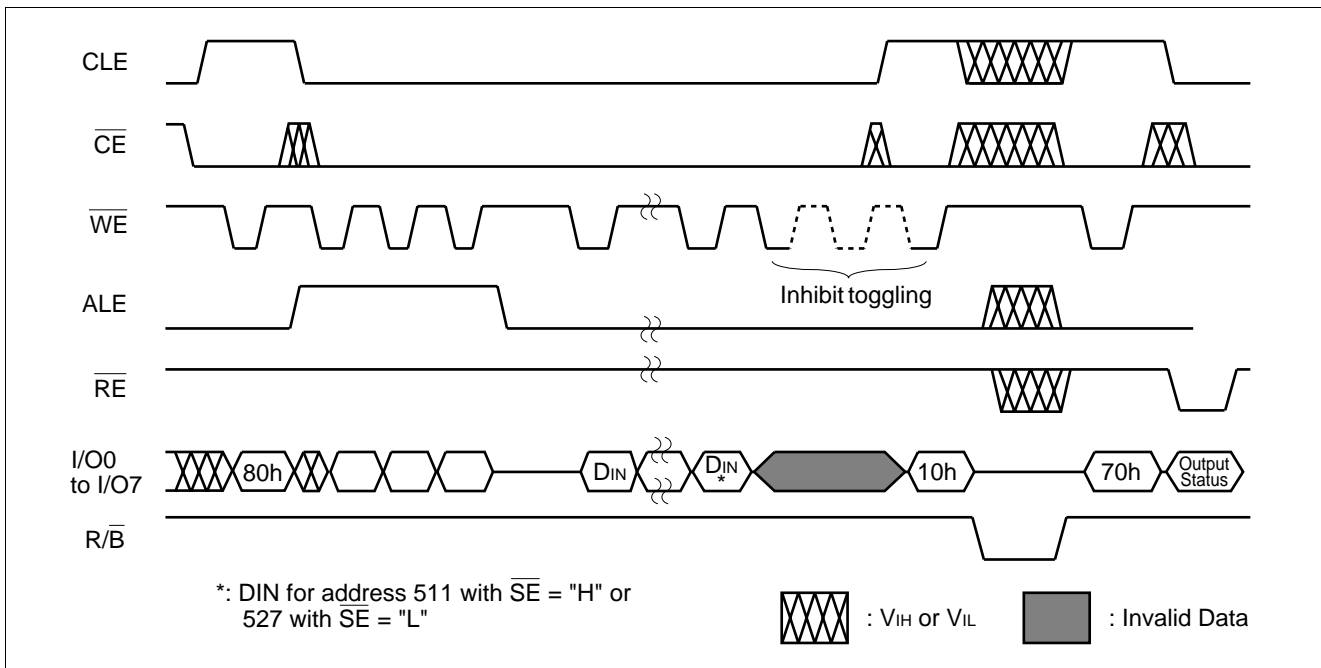 CLE
CE
WE
Inhibit toggling
ALE
RE
I/O0
to I/O7
80h
DIN
DIN
*
10h
70h
Output
Status
R/B
*: DIN for address 511 with SE = "H" or
527 with SE = "L"
: VIH or VIL
: Invalid Data